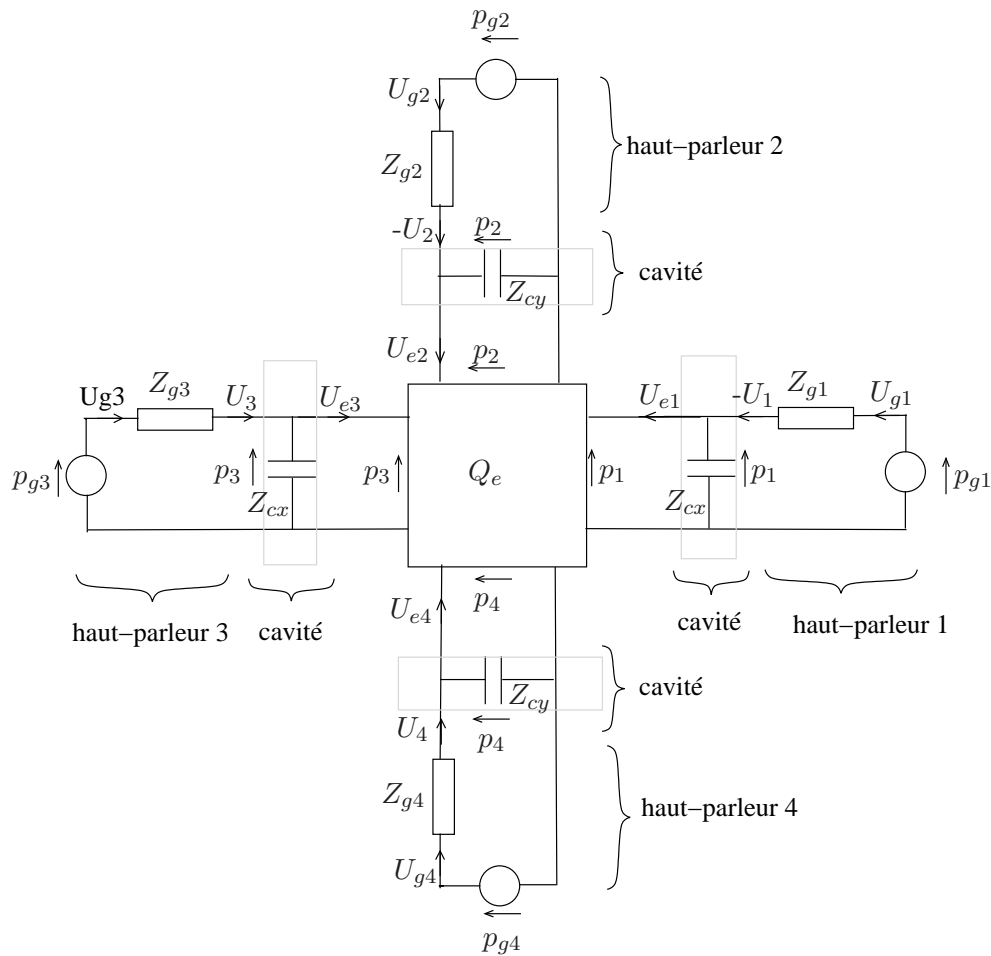 p_{g2}
U_{g2}
haut–parleur 2
Z_{g2}
-U_2
p_2
cavité
Z_{cy}
U_{e2}
p_2
Ug3
Z_{g3}
U_3
U_{e3}
U_{e1}
-U_1
Z_{g1}
U_{g1}
p_{g3}
p_3
Z_{cx}
p_3
Q_e
p_1
Z_{cx}
p_1
p_{g1}
haut–parleur 3
cavité
U_{e4}
p_4
cavité
haut–parleur 1
Z_{cy}
cavité
U_4
p_4
Z_{g4}
haut–parleur 4
U_{g4}
p_{g4}